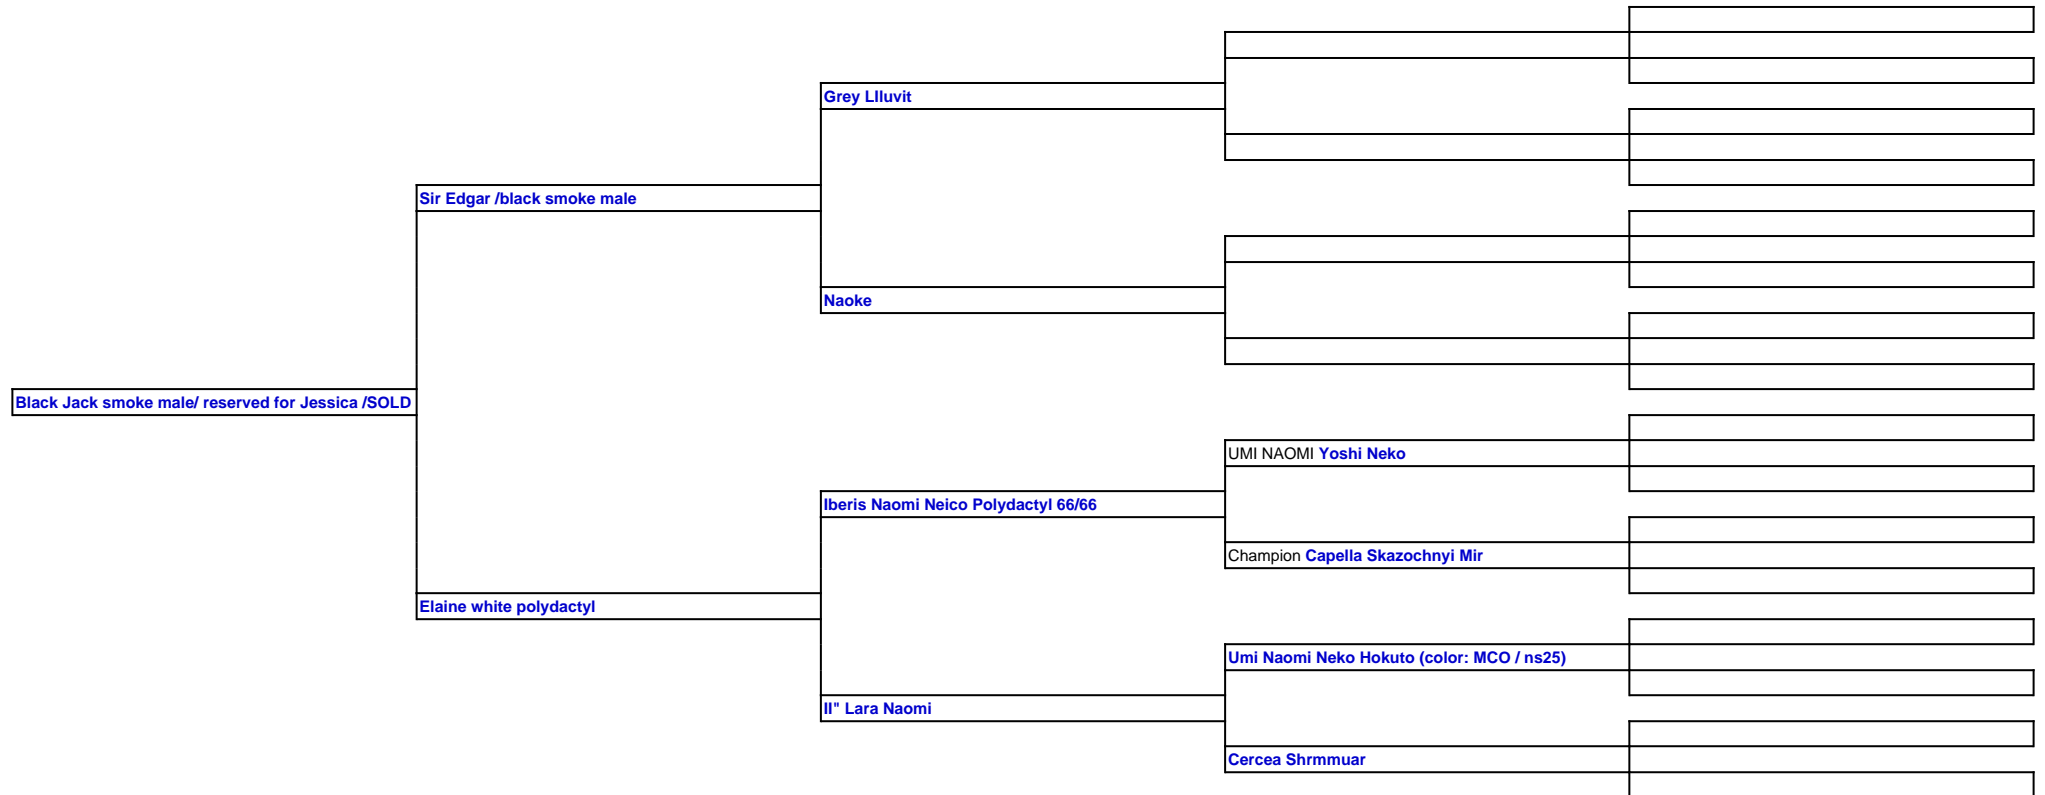 Grey LIluvit
Sir Edgar /black smoke male
Naoke
Black Jack smoke male/ reserved for Jessica /SOLD
UMI NAOMI Yoshi Neko
Iberis Naomi Neico Polydactyl 66/66
Champion Capella Skazochnyi Mir
Elaine white polydactyl
Umi Naomi Neko Hokuto (color: MCO / ns25)
II" Lara Naomi
Cercea Shrmmuar